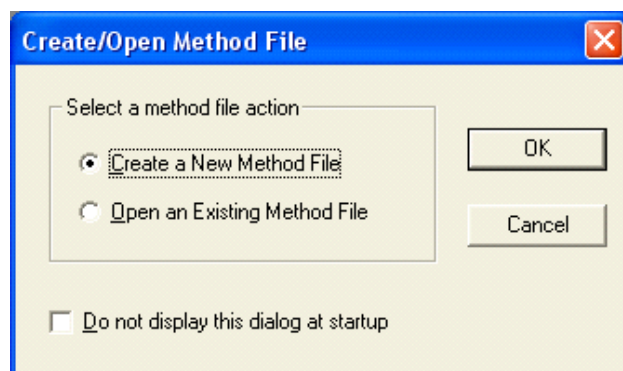 Create/Open Method File
Select a method file action
Create a New Method File
Open an Existing Method File
OK
Cancel
Do not display this dialog at startup